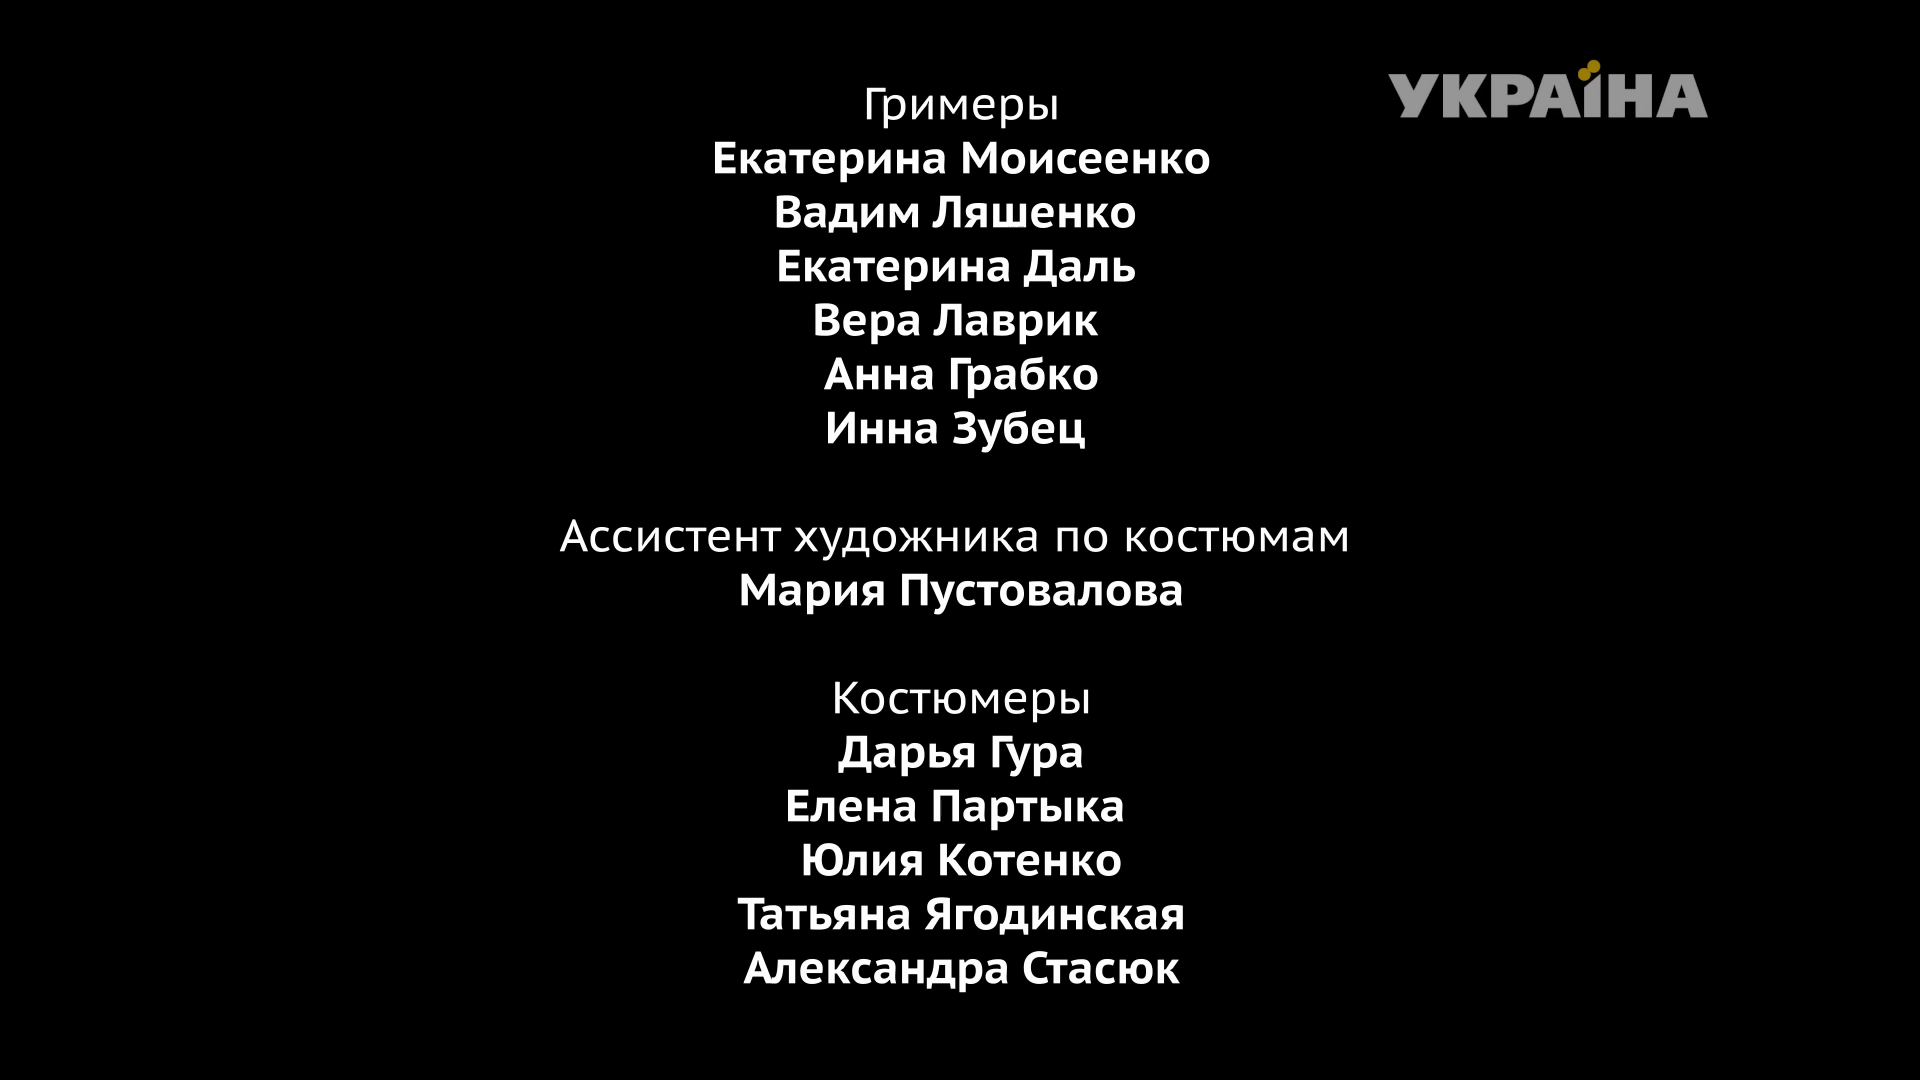 УКРАЇНА
Гримеры
Екатерина Моисеенко
Вадим Ляшенко
Екатерина Даль
Вера Лаврик
Анна Грабко
Инна Зубец
Ассистент художника по костюмам
Мария Пустовалова
Костюмеры
Дарья Гура
Елена Партыка
Юлия Котенко
Татьяна Ягодинская
Александра Стасюк